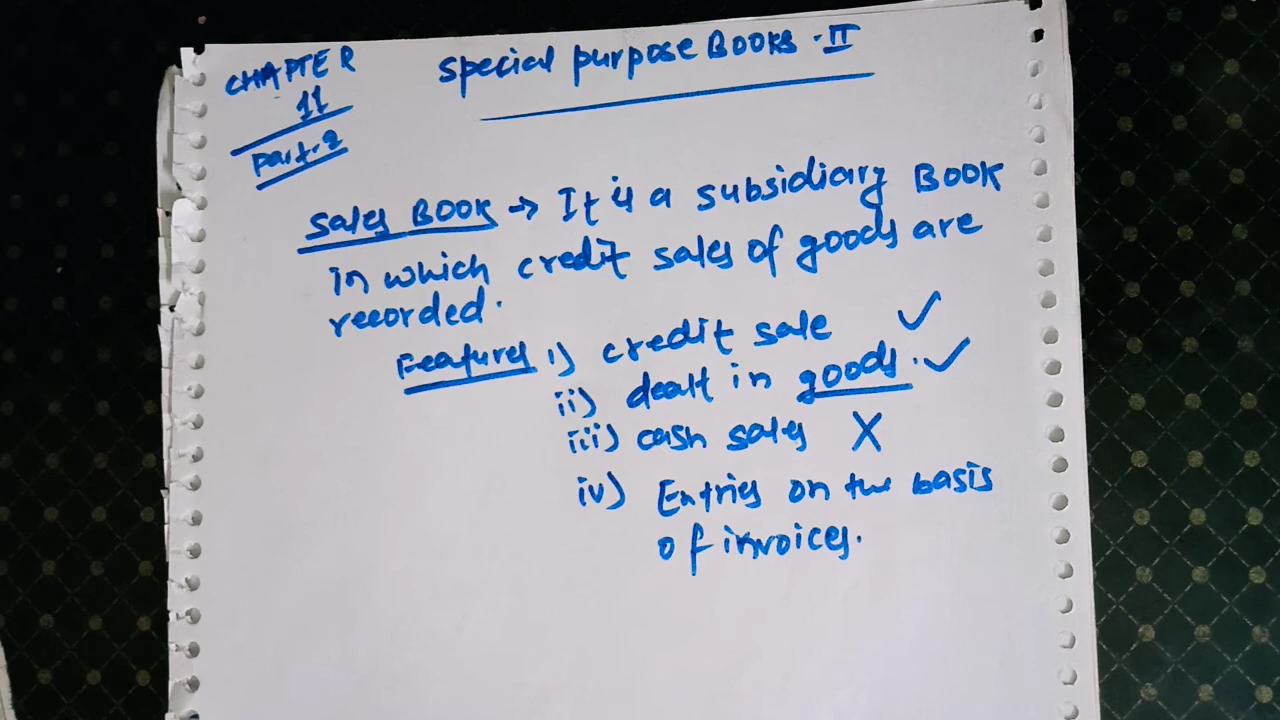 CHAPTER
11
Part-2
Special purpose BOOKS-II
Sales BOOK → It is a subsidiary BOOK
in which credit sales of goods are
recorded.
Features i) credit sale ✓
ii) dealt in goods. ✓
iii) cash sales X
iv) Entries on the basis
of invoices.